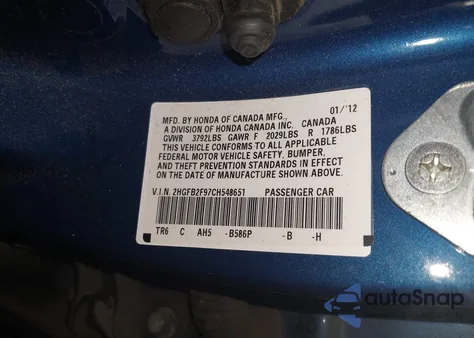 MFD. BY HONDA OF CANADA MFG., 01/'12
A DIVISION OF HONDA CANADA INC. CANADA
GVWR 3792LBS GAWR F 2029LBS R 1786LBS
THIS VEHICLE CONFORMS TO ALL APPLICABLE
FEDERAL MOTOR VEHICLE SAFETY, BUMPER,
AND THEFT PREVENTION STANDARDS IN EFFECT
ON THE DATE OF MANUFACTURE SHOWN ABOVE.
V.I.N. 2HGFB2F97CH548651 PASSENGER CAR
TR6 C AH5 -B586P -B -H
autoSnap